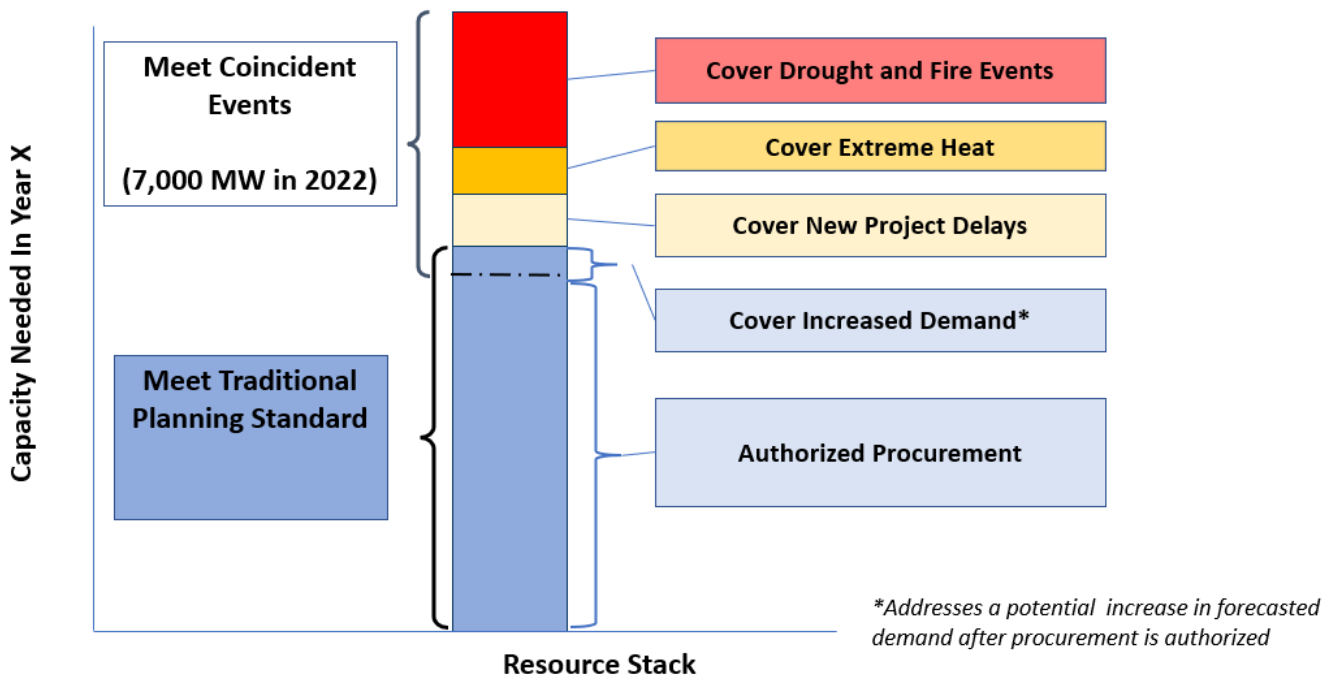 Capacity Needed In Year X
Meet Coincident
Events
(7,000 MW in 2022)
Meet Traditional
Planning Standard
Cover Drought and Fire Events
Cover Extreme Heat
Cover New Project Delays
Cover Increased Demand*
Authorized Procurement
*Addresses a potential increase in forecasted
demand after procurement is authorized
Resource Stack